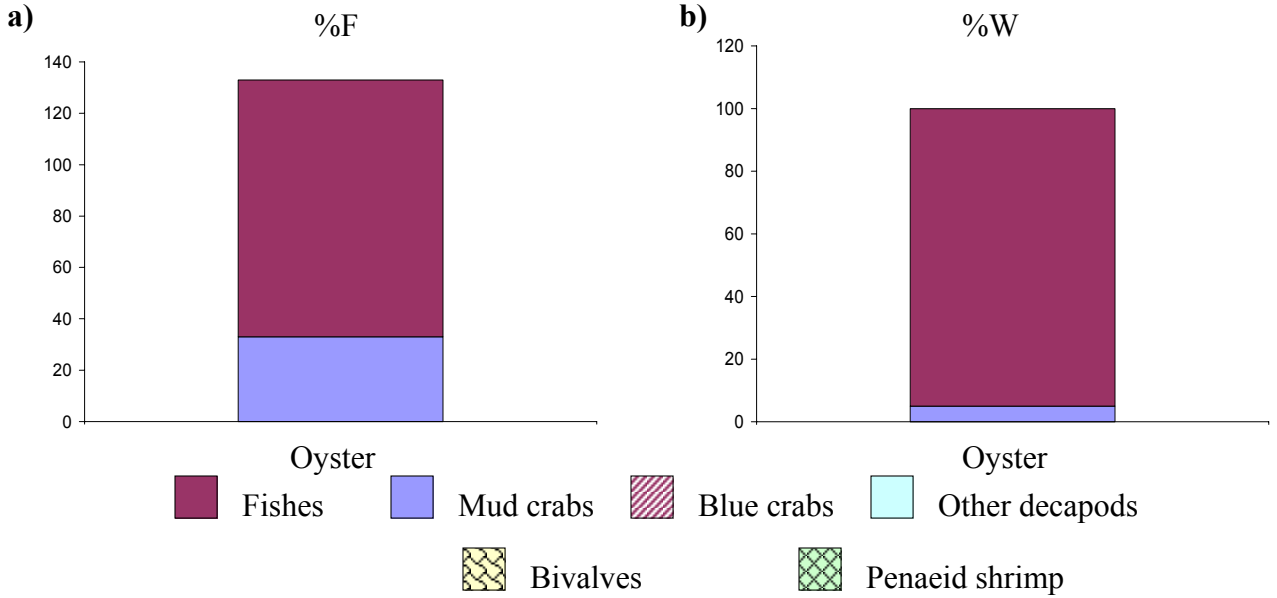 a)
%F
140
120
100
80
60
40
20
0
Oyster
b)
%W
120
100
80
60
40
20
0
Oyster
Fishes
Mud crabs
Blue crabs
Other decapods
Bivalves
Penaeid shrimp